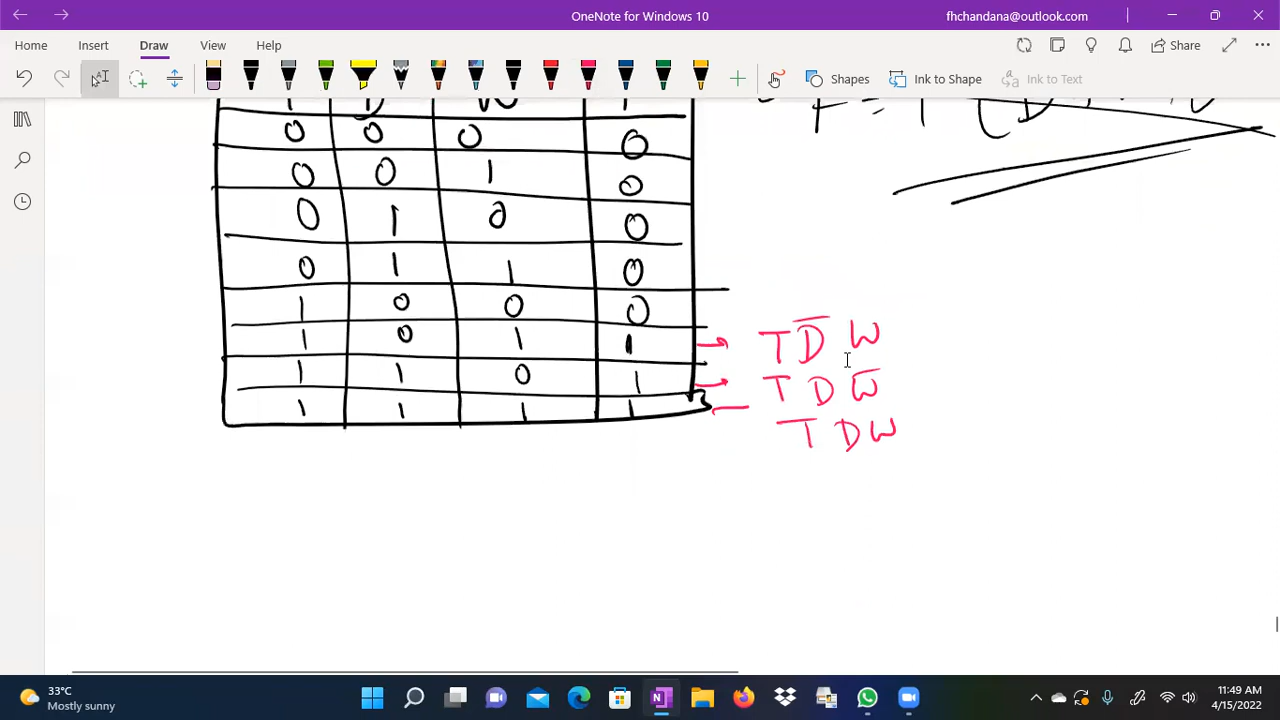 OneNote for Windows 10
fhchandana@outlook.com
Home Insert Draw View Help
Share
Shapes Ink to Shape Ink to Text
0 0 0 0
0 0 1 0
0 1 0 0
0 1 1 0
1 0 0 0
1 0 1 1 → T D̅ W
1 1 0 1 → T D W̅
1 1 1 1 T D W
33°C
Mostly sunny
11:49 AM
4/15/2022